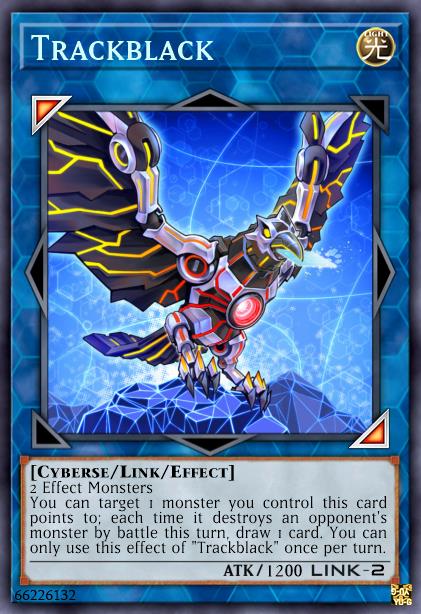 Trackblack
LIGHT
光
[Cyberse/Link/Effect]
2 Effect Monsters
You can target 1 monster you control this card
points to; each time it destroys an opponent's
monster by battle this turn, draw 1 card. You can
only use this effect of "Trackblack" once per turn.
ATK/1200 LINK-2
66226132